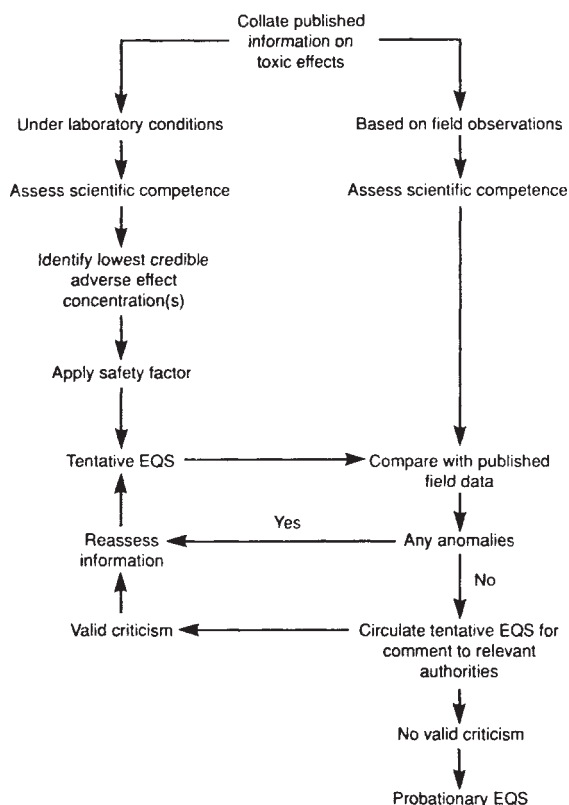 Collate published
information on
toxic effects
Under laboratory conditions
Based on field observations
Assess scientific competence
Assess scientific competence
Identify lowest credible
adverse effect
concentration(s)
Apply safety factor
Tentative EQS
Compare with published
field data
Yes
Reassess
information
Any anomalies
No
Valid criticism
Circulate tentative EQS for
comment to relevant
authorities
No valid criticism
Probationary EQS